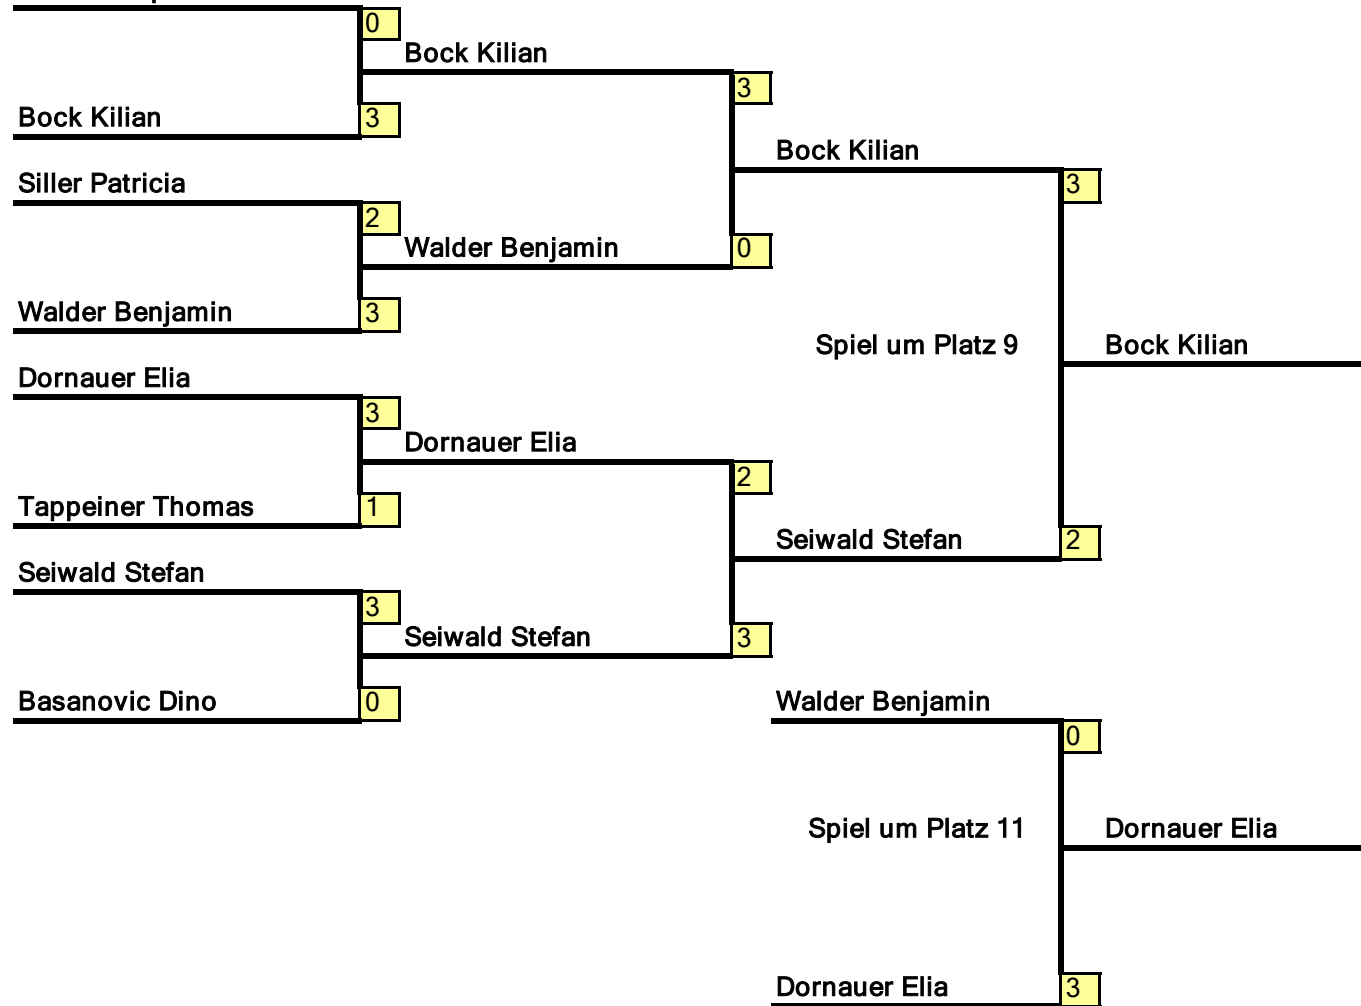 0
Bock Kilian
3
Bock Kilian
3
Bock Kilian
3
Siller Patricia
2
Walder Benjamin
0
Walder Benjamin
3
Spiel um Platz 9
Bock Kilian
Dornauer Elia
3
Dornauer Elia
2
Tappeiner Thomas
1
Seiwald Stefan
2
Seiwald Stefan
3
Seiwald Stefan
3
Basanovic Dino
0
Walder Benjamin
0
Spiel um Platz 11
Dornauer Elia
Dornauer Elia
3